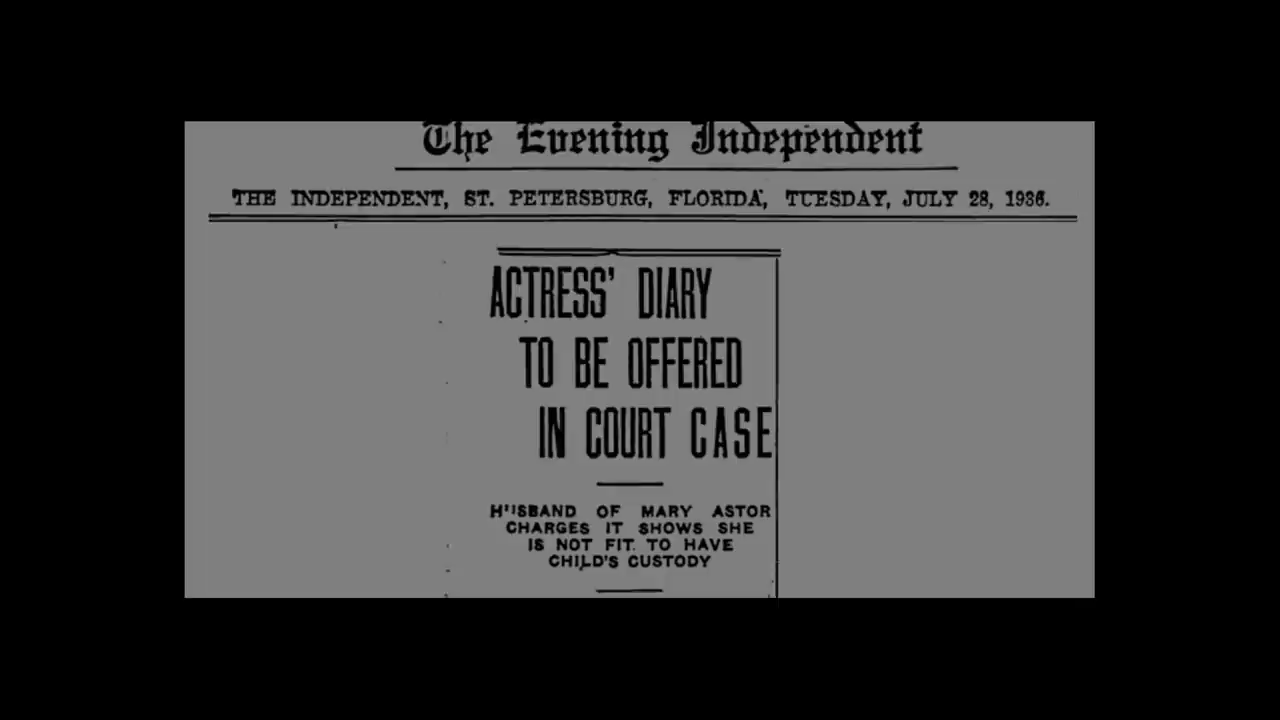 The Evening Independent
THE INDEPENDENT, ST. PETERSBURG, FLORIDA, TUESDAY, JULY 28, 1936.
ACTRESS' DIARY
TO BE OFFERED
IN COURT CASE
HUSBAND OF MARY ASTOR
CHARGES IT SHOWS SHE
IS NOT FIT TO HAVE
CHILD'S CUSTODY